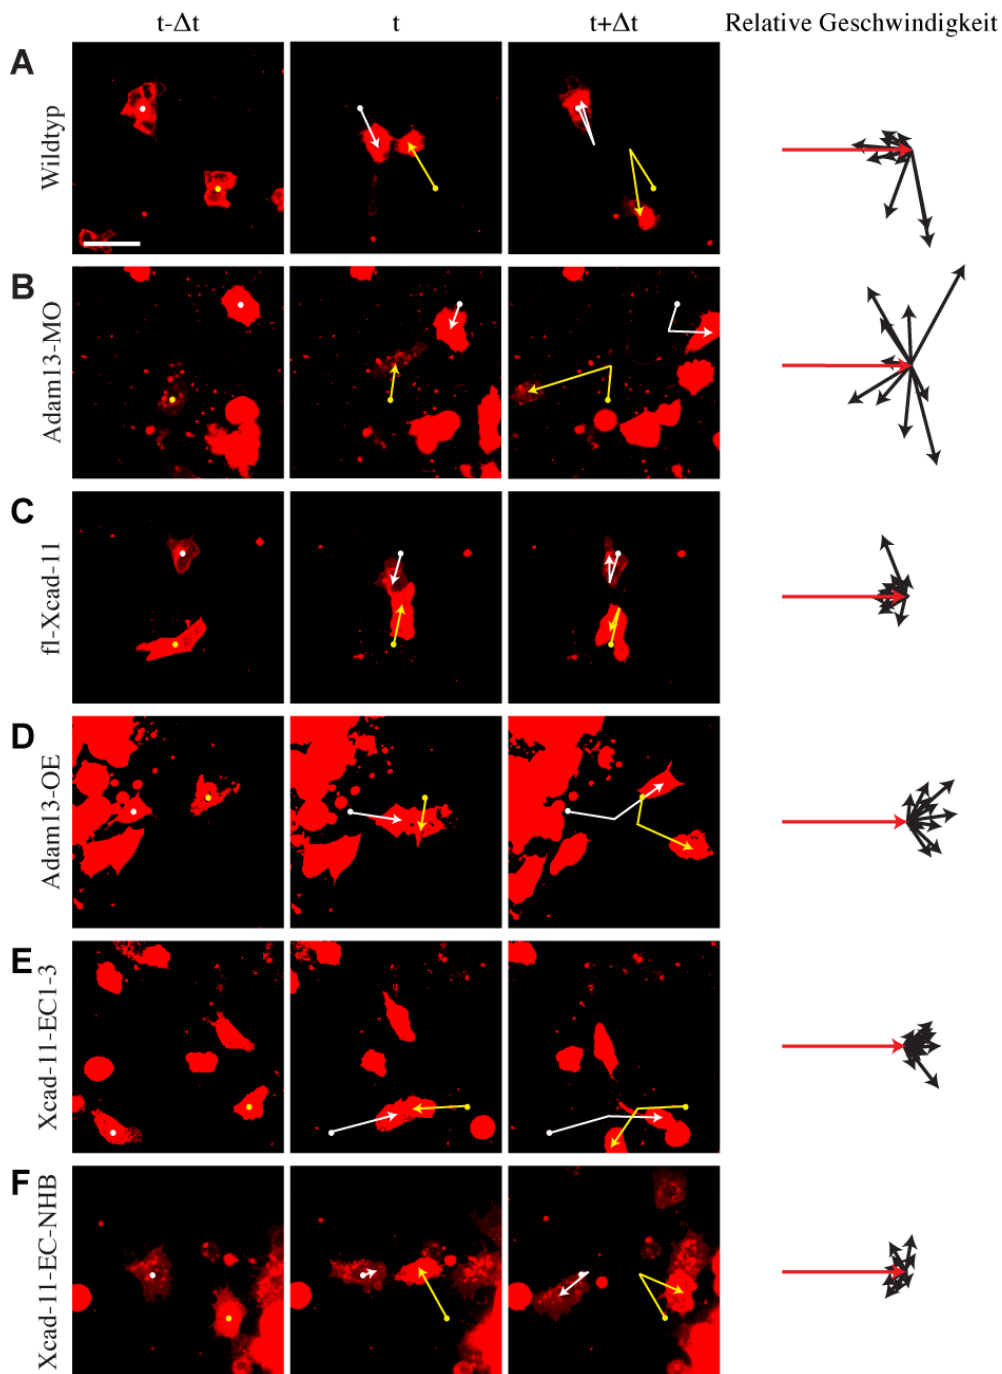 t-Δt t t+Δt Relative Geschwindigkeit
A
Wildtyp
B
Adam13-MO
C
fl-Xcad-11
D
Adam13-OE
E
Xcad-11-EC1-3
F
Xcad-11-EC-NHB